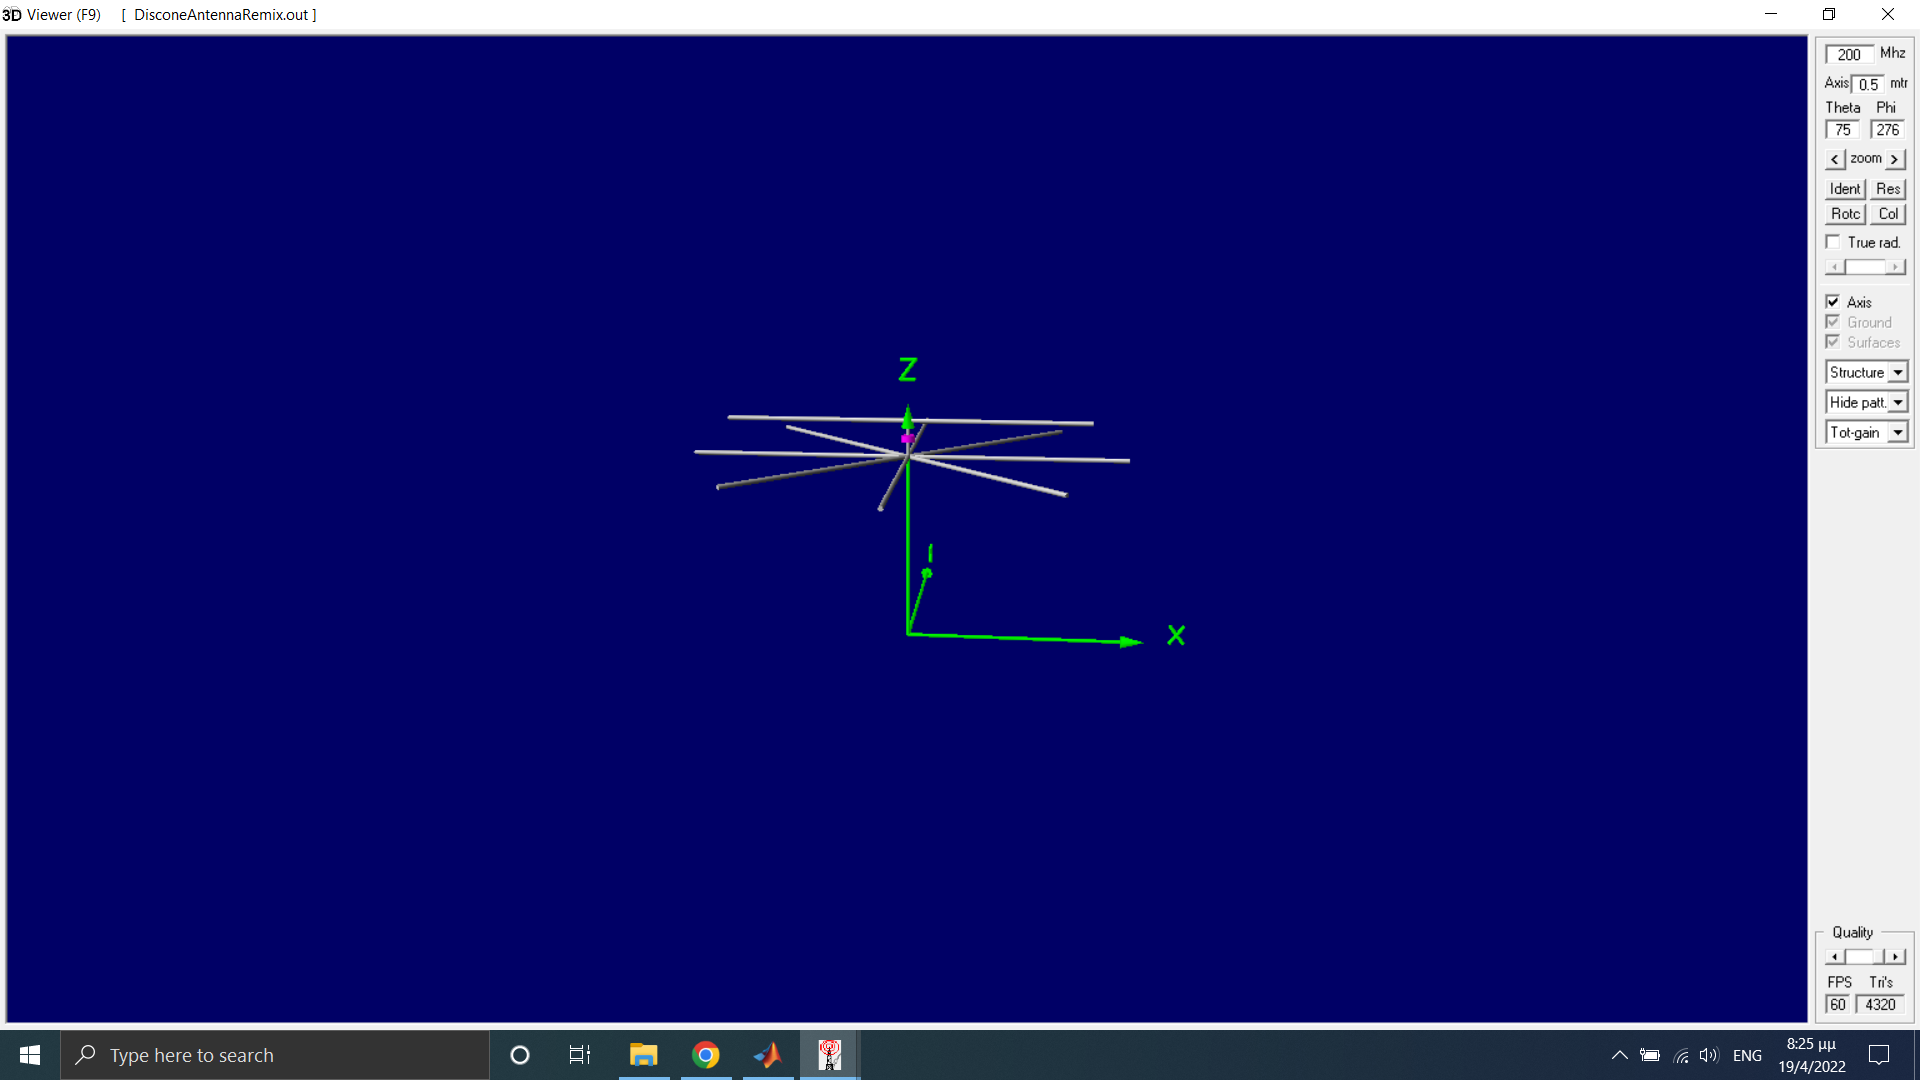 3D Viewer (F9) [ DisconeAntennaRemix.out ]
200 Mhz
Axis 0.5 mtr
Theta Phi
75 276
< zoom >
Ident Res
Rotc Col
True rad.
Axis
Ground
Surfaces
Structure
Hide patt.
Tot-gain
Z
X
Quality
FPS Tri's
60 4320
Type here to search
ENG
8:25 μμ
19/4/2022